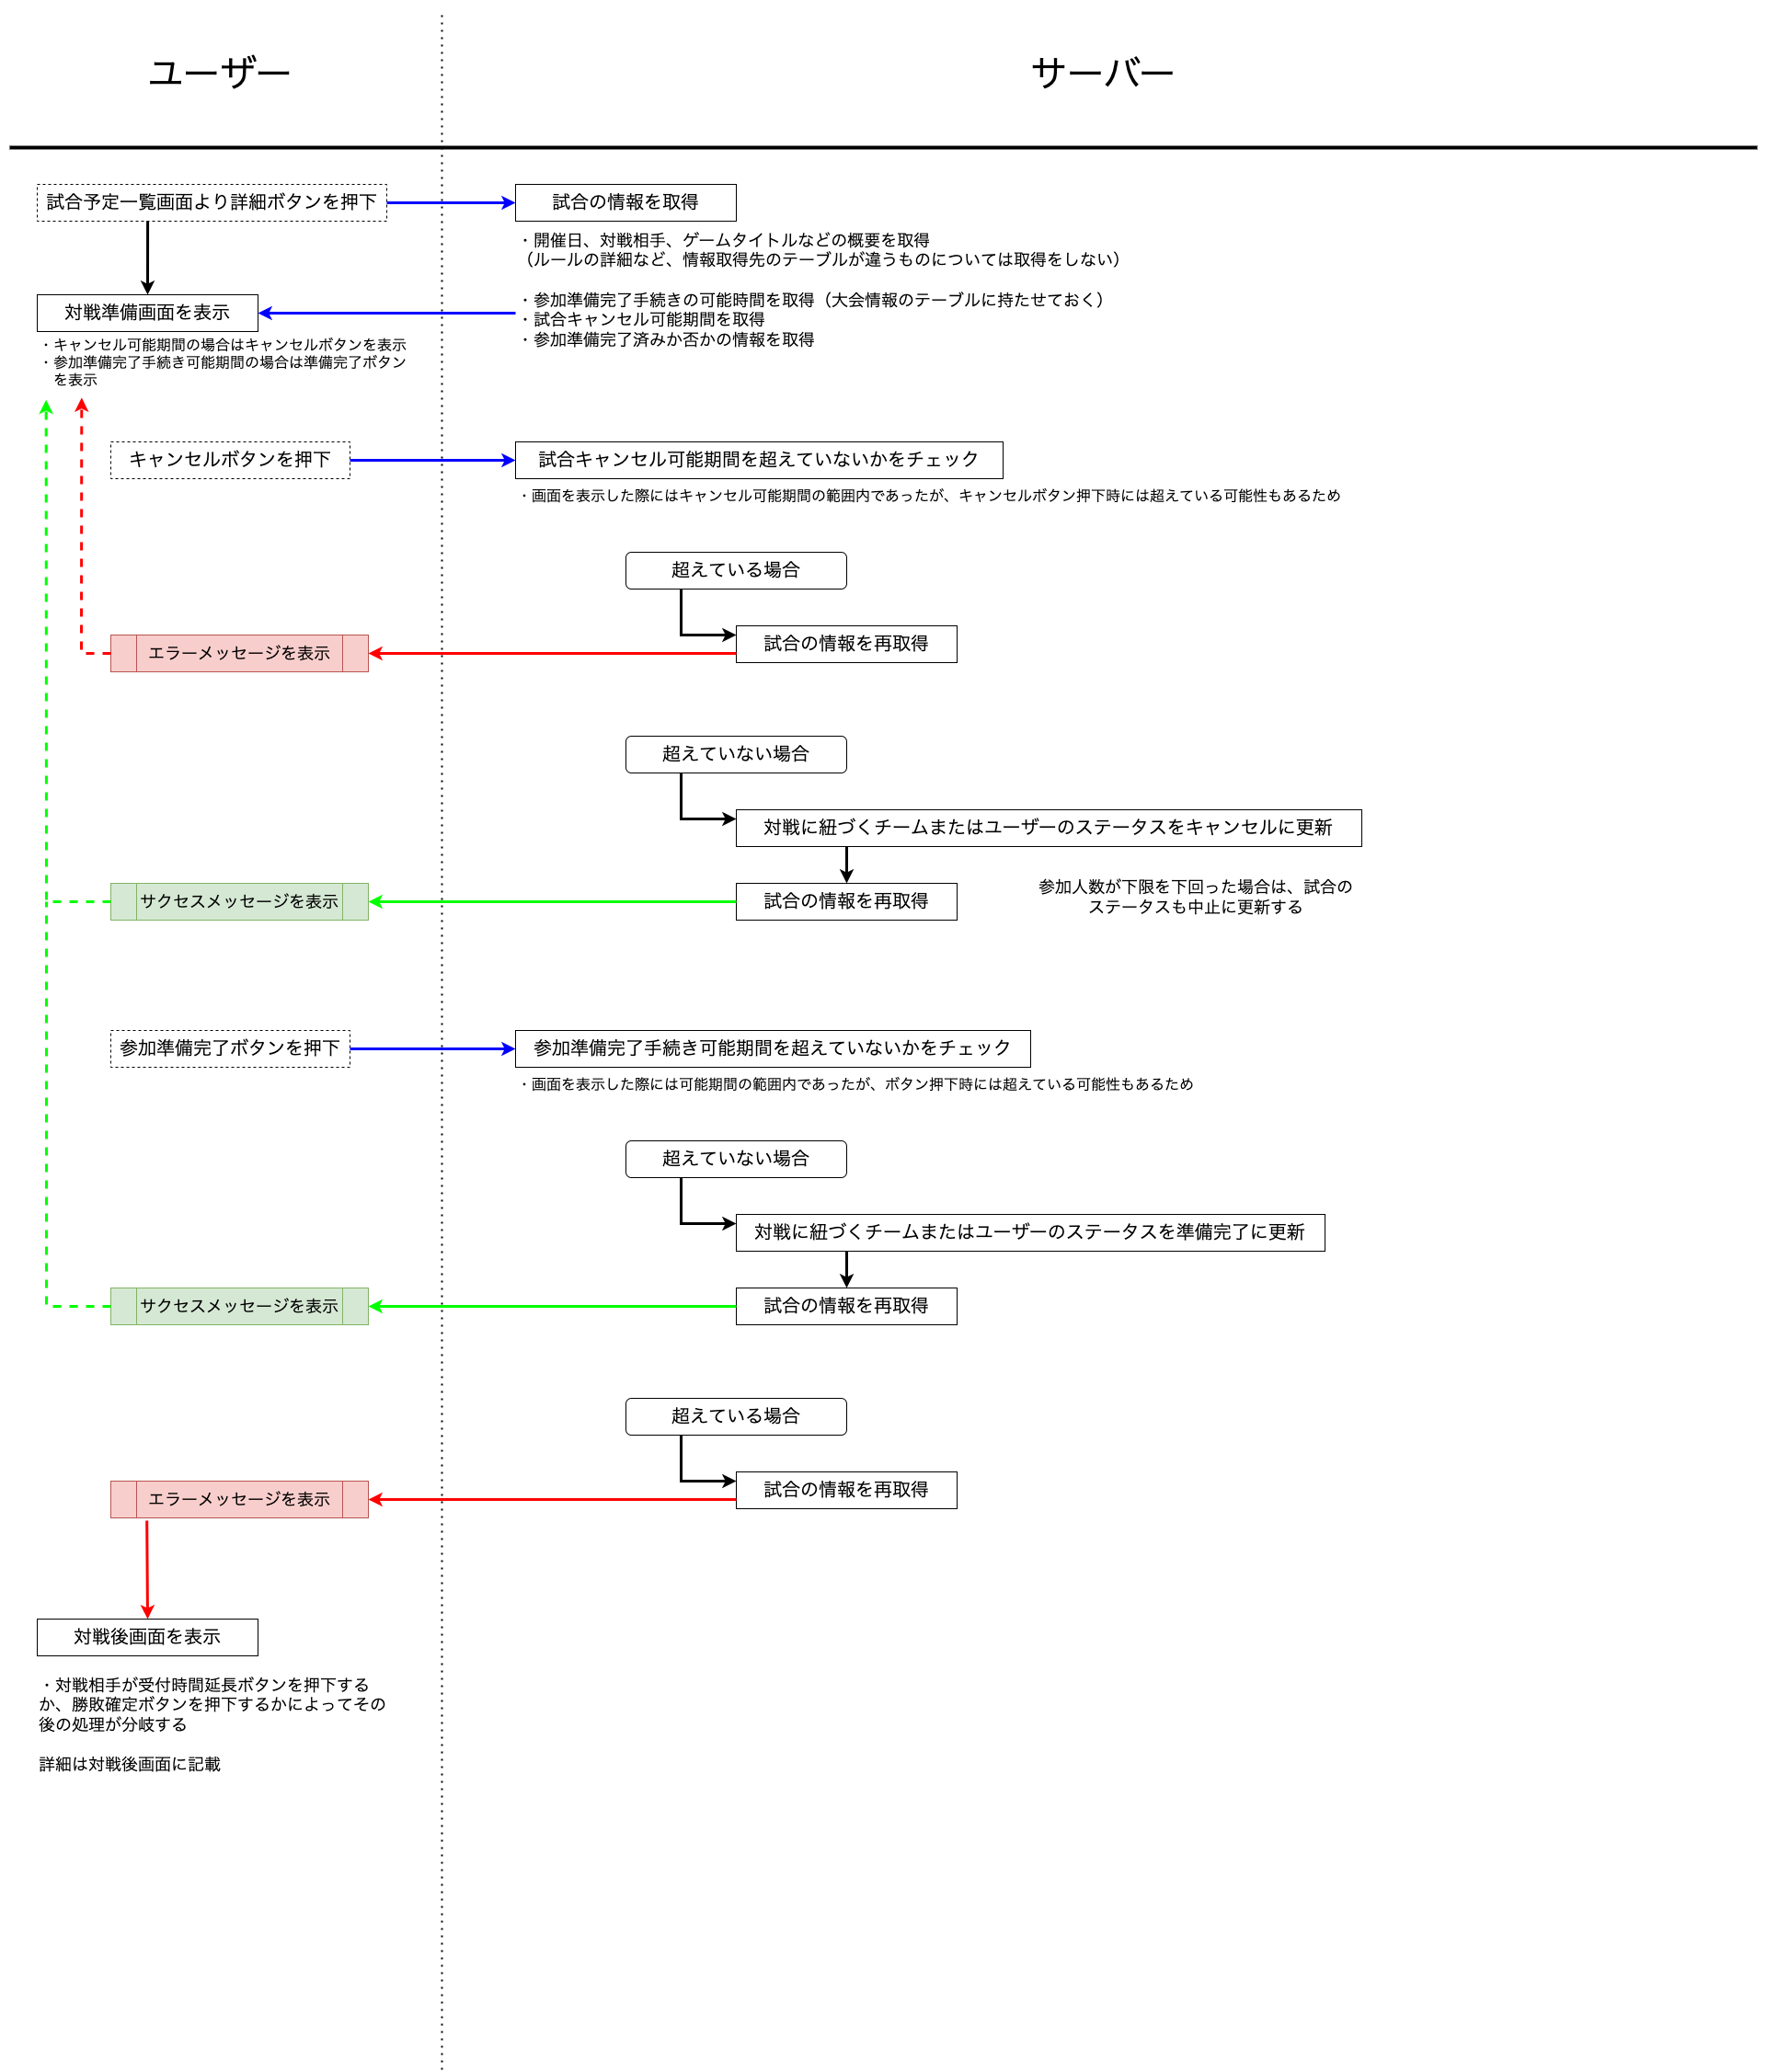 ユーザー
サーバー
試合予定一覧画面より詳細ボタンを押下
試合の情報を取得
・開催日、対戦相手、ゲームタイトルなどの概要を取得
（ルールの詳細など、情報取得先のテーブルが違うものについては取得をしない）
・参加準備完了手続きの可能時間を取得（大会情報のテーブルに持たせておく）
・試合キャンセル可能期間を取得
・参加準備完了済みか否かの情報を取得
対戦準備画面を表示
・キャンセル可能期間の場合はキャンセルボタンを表示
・参加準備完了手続き可能期間の場合は準備完了ボタン
を表示
キャンセルボタンを押下
試合キャンセル可能期間を超えていないかをチェック
・画面を表示した際にはキャンセル可能期間の範囲内であったが、キャンセルボタン押下時には超えている可能性もあるため
超えている場合
試合の情報を再取得
エラーメッセージを表示
超えていない場合
対戦に紐づくチームまたはユーザーのステータスをキャンセルに更新
サクセスメッセージを表示
試合の情報を再取得
参加人数が下限を下回った場合は、試合の
ステータスも中止に更新する
参加準備完了ボタンを押下
参加準備完了手続き可能期間を超えていないかをチェック
・画面を表示した際には可能期間の範囲内であったが、ボタン押下時には超えている可能性もあるため
超えていない場合
対戦に紐づくチームまたはユーザーのステータスを準備完了に更新
サクセスメッセージを表示
試合の情報を再取得
超えている場合
試合の情報を再取得
エラーメッセージを表示
対戦後画面を表示
・対戦相手が受付時間延長ボタンを押下する
か、勝敗確定ボタンを押下するかによってその
後の処理が分岐する
詳細は対戦後画面に記載